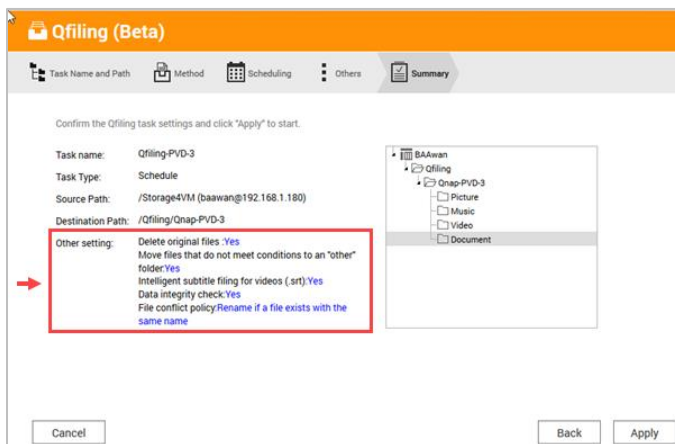 Qfiling (Beta)
Task Name and Path
Method
Scheduling
Others
Summary
Confirm the Qfiling task settings and click "Apply" to start.
Task name: Qfiling-PVD-3
Task Type: Schedule
Source Path: /Storage4VM (baawan@192.168.1.180)
Destination Path: /Qfiling/Qnap-PVD-3
Other setting: Delete original files :Yes
Move files that do not meet conditions to an "other"
folder:Yes
Intelligent subtitle filing for videos (.srt):Yes
Data integrity check:Yes
File conflict policy:Rename if a file exists with the
same name
BAAwan
Qfiling
Qnap-PVD-3
Picture
Music
Video
Document
Cancel
Back
Apply